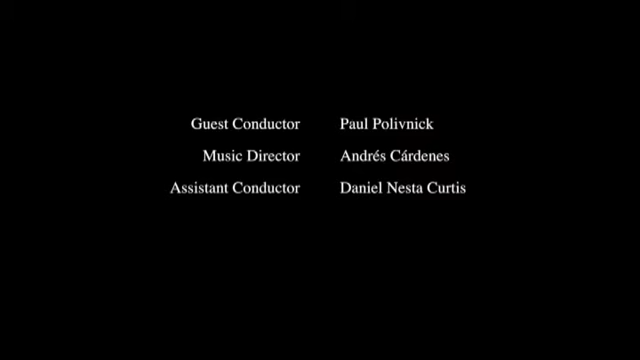 Guest Conductor Paul Polivnick
Music Director Andrés Cárdenes
Assistant Conductor Daniel Nesta Curtis